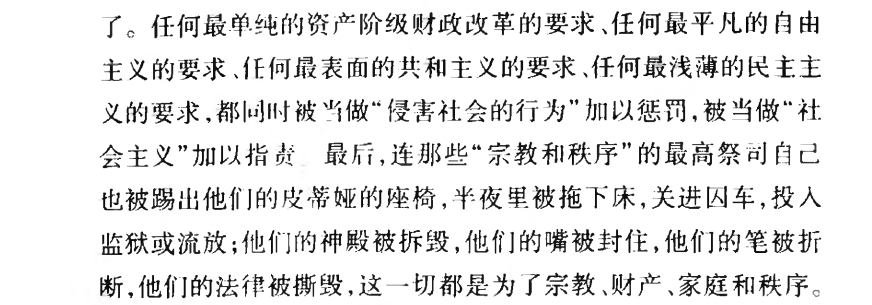 了。任何最单纯的资产阶级财政改革的要求、任何最平凡的自由
主义的要求、任何最表面的共和主义的要求、任何最浅薄的民主主
义的要求,都同时被当做“侵害社会的行为”加以惩罚,被当做“社
会主义”加以指责 最后,连那些“宗教和秩序”的最高祭司自己
也被踢出他们的皮蒂娅的座椅,半夜里被拖下床,关进囚车,投入
监狱或流放;他们的神殿被拆毁,他们的嘴被封住,他们的笔被折
断,他们的法律被撕毁,这一切都是为了宗教、财产、家庭和秩序。